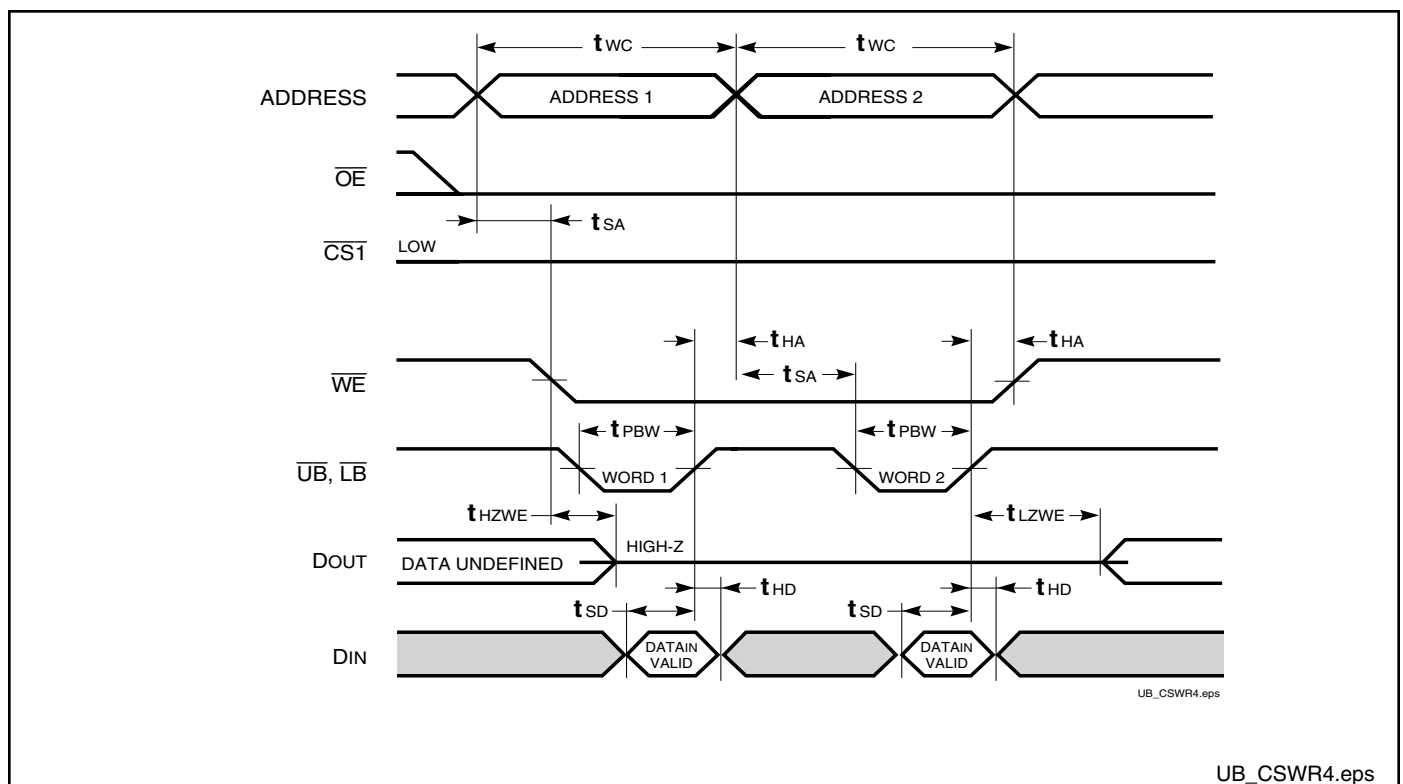 tWC tWC
ADDRESS ADDRESS 1 ADDRESS 2
OE
tSA
CS1 LOW
tHA tHA
tSA
WE
tPBW tPBW
UB, LB WORD 1 WORD 2
tHZWE tLZWE
DOUT DATA UNDEFINED HIGH-Z
tHD tHD
tSD tSD
DIN DATAIN VALID DATAIN VALID
UB_CSWR4.eps
UB_CSWR4.eps